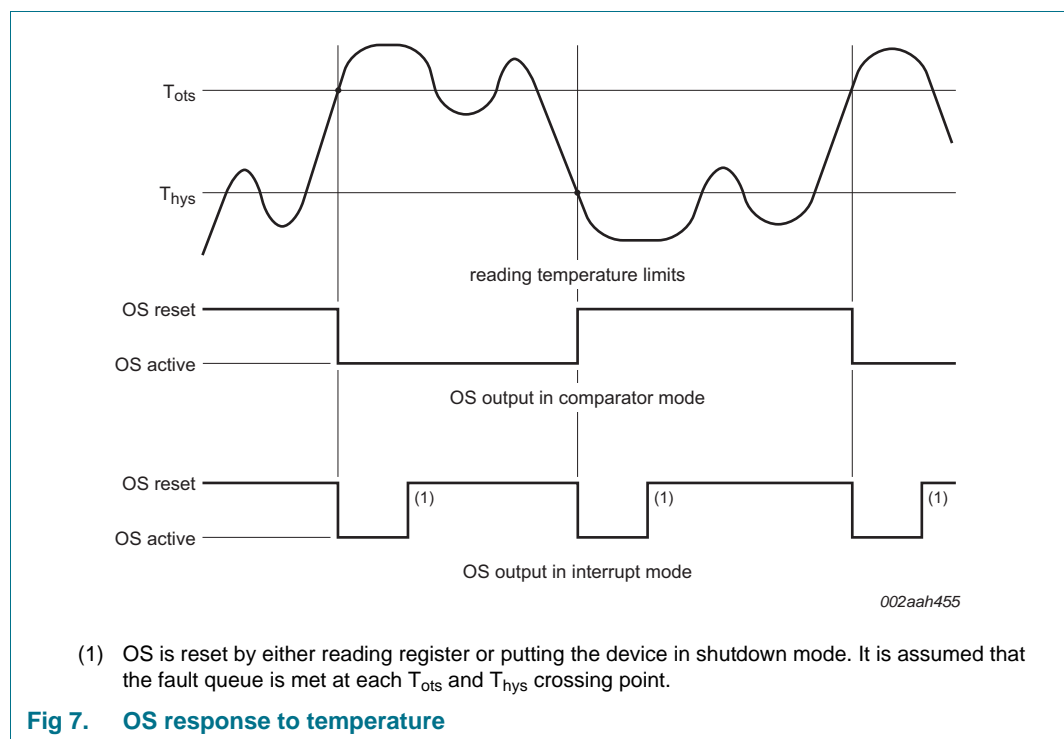 Tots
Thys
reading temperature limits
OS reset
OS active
OS output in comparator mode
OS reset
(1)
(1)
(1)
OS active
OS output in interrupt mode
002aah455
(1) OS is reset by either reading register or putting the device in shutdown mode. It is assumed that
the fault queue is met at each Tots and Thys crossing point.
Fig 7. OS response to temperature